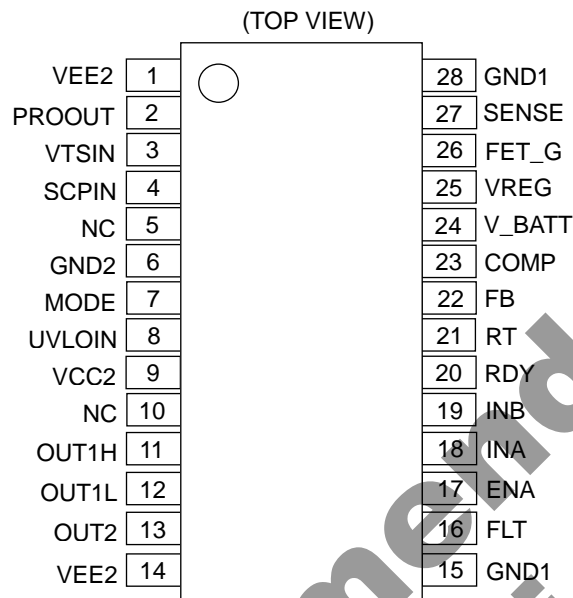 (TOP VIEW)
VEE2 1 28 GND1
PROOUT 2 27 SENSE
VTSIN 3 26 FET_G
SCPIN 4 25 VREG
NC 5 24 V_BATT
GND2 6 23 COMP
MODE 7 22 FB
UVLOIN 8 21 RT
VCC2 9 20 RDY
NC 10 19 INB
OUT1H 11 18 INA
OUT1L 12 17 ENA
OUT2 13 16 FLT
VEE2 14 15 GND1
mend